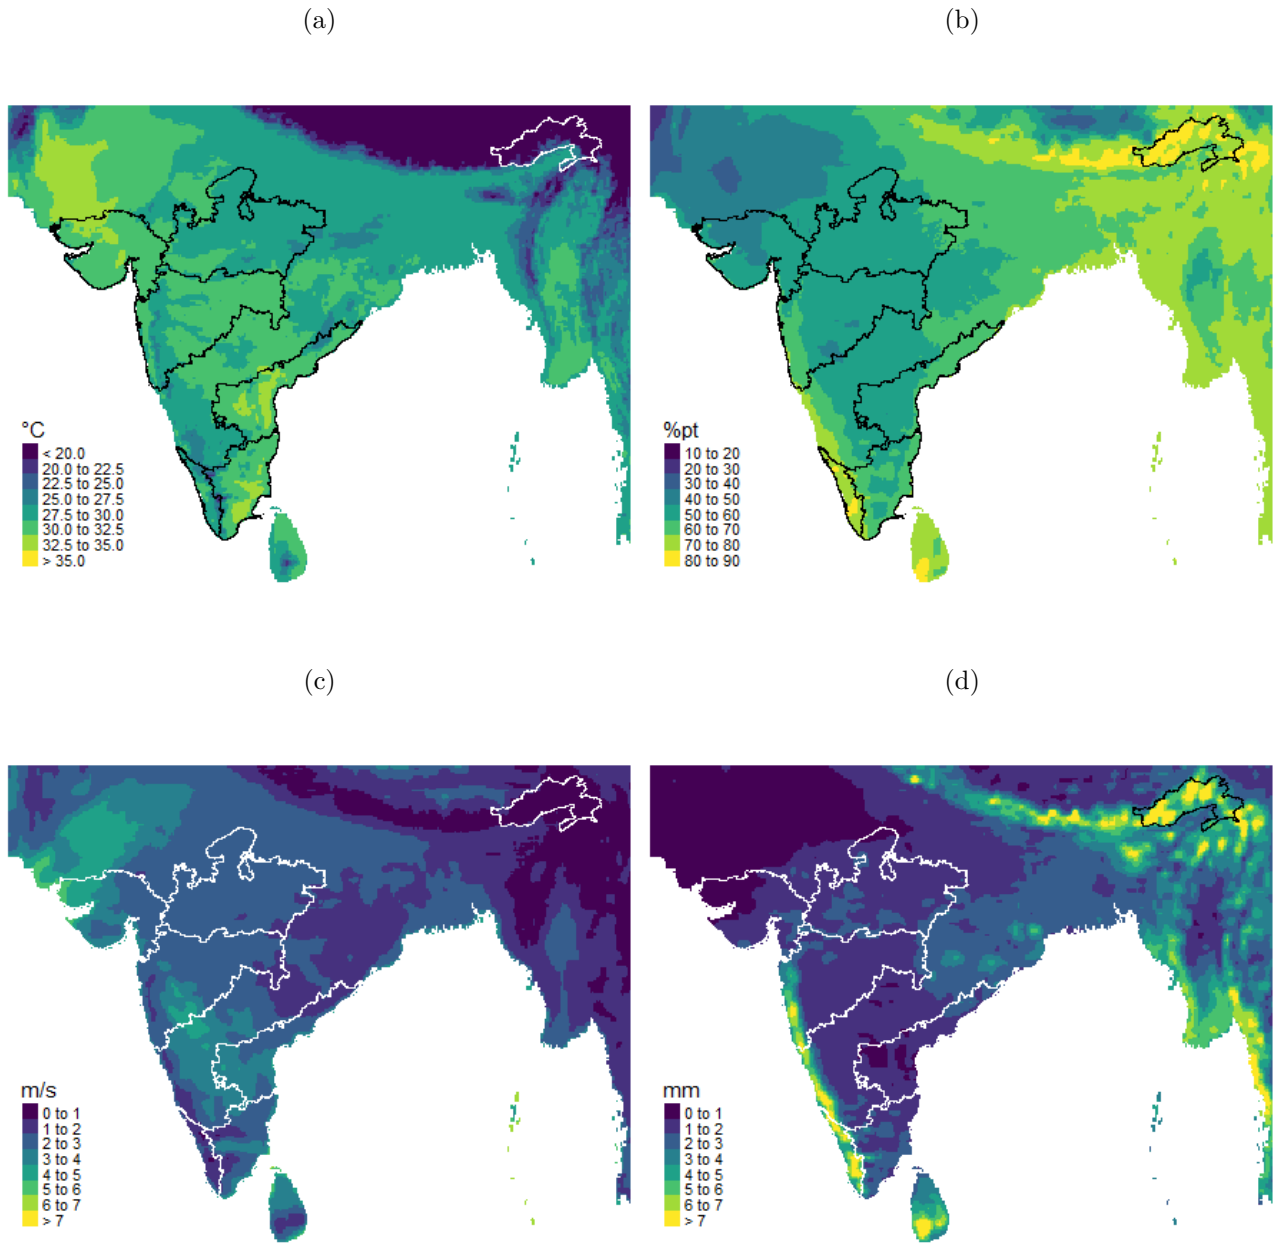 (a)
(b)
°C
< 20.0
20.0 to 22.5
22.5 to 25.0
25.0 to 27.5
27.5 to 30.0
30.0 to 32.5
32.5 to 35.0
> 35.0
%pt
10 to 20
20 to 30
30 to 40
40 to 50
50 to 60
60 to 70
70 to 80
80 to 90
(c)
(d)
m/s
0 to 1
1 to 2
2 to 3
3 to 4
4 to 5
5 to 6
6 to 7
> 7
mm
0 to 1
1 to 2
2 to 3
3 to 4
4 to 5
5 to 6
6 to 7
> 7